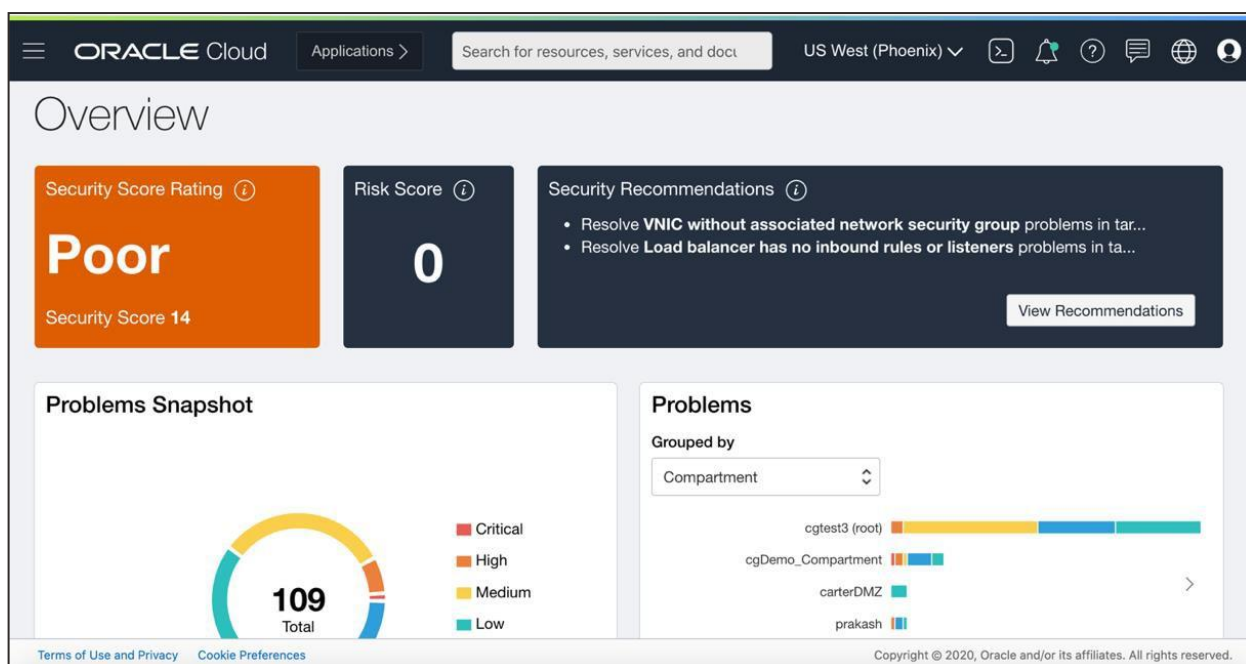 ORACLE Cloud
Applications >
Search for resources, services, and docu
US West (Phoenix)
Overview
Security Score Rating
Poor
Security Score 14
Risk Score
0
Security Recommendations
• Resolve VNIC without associated network security group problems in tar...
• Resolve Load balancer has no inbound rules or listeners problems in ta...
View Recommendations
Problems Snapshot
109
Total
Critical
High
Medium
Low
Problems
Grouped by
Compartment
cgtest3 (root)
cgDemo_Compartment
carterDMZ
prakash
Terms of Use and Privacy Cookie Preferences
Copyright © 2020, Oracle and/or its affiliates. All rights reserved.